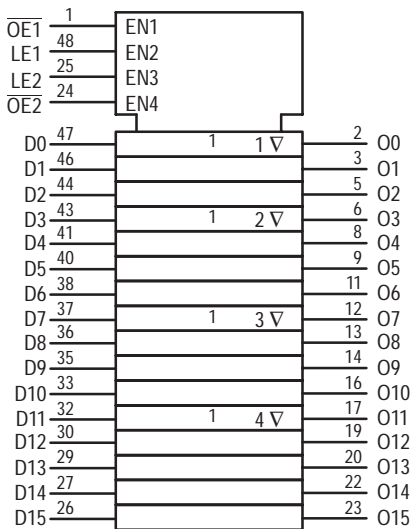 OE1 1 EN1
LE1 48 EN2
LE2 25 EN3
OE2 24 EN4
D0 47 1 1 ∇ 2 O0
D1 46 3 O1
D2 44 5 O2
D3 43 1 2 ∇ 6 O3
D4 41 8 O4
D5 40 9 O5
D6 38 11 O6
D7 37 1 3 ∇ 12 O7
D8 36 13 O8
D9 35 14 O9
D10 33 16 O10
D11 32 1 4 ∇ 17 O11
D12 30 19 O12
D13 29 20 O13
D14 27 22 O14
D15 26 23 O15